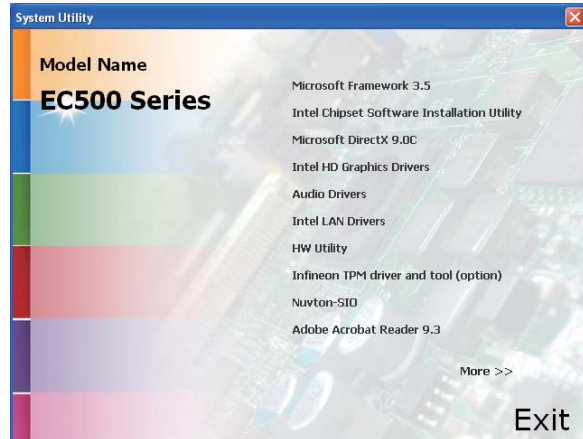 System Utility
Model Name
EC500 Series
Microsoft Framework 3.5
Intel Chipset Software Installation Utility
Microsoft DirectX 9.0C
Intel HD Graphics Drivers
Audio Drivers
Intel LAN Drivers
HW Utility
Infineon TPM driver and tool (option)
Nuvton-SIO
Adobe Acrobat Reader 9.3
More >>
Exit